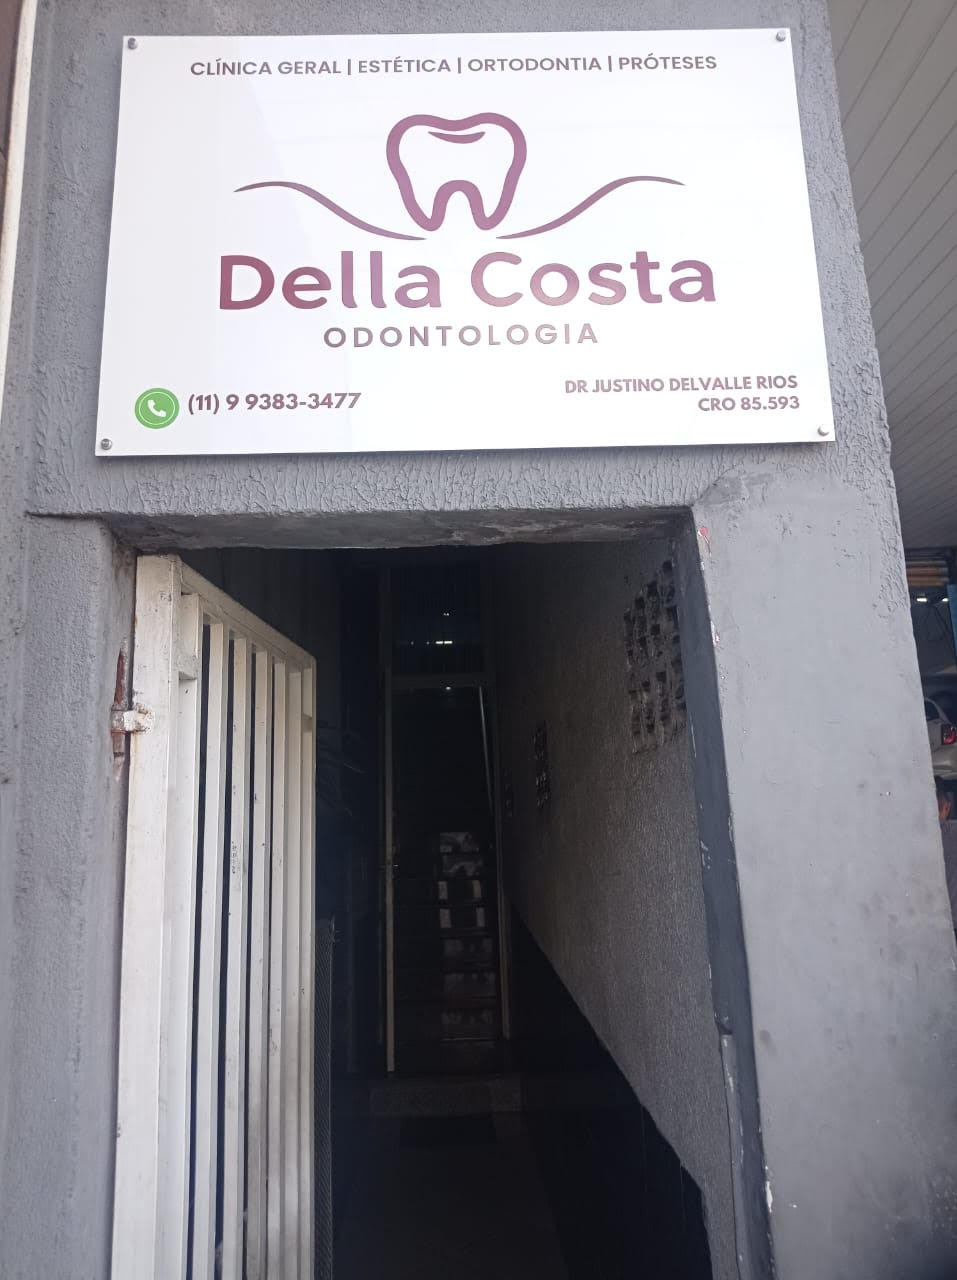 CLÍNICA GERAL | ESTÉTICA | ORTODONTIA | PRÓTESES
Della Costa
ODONTOLOGIA
(11) 9 9383-3477
DR JUSTINO DELVALLE RIOS
CRO 85.593